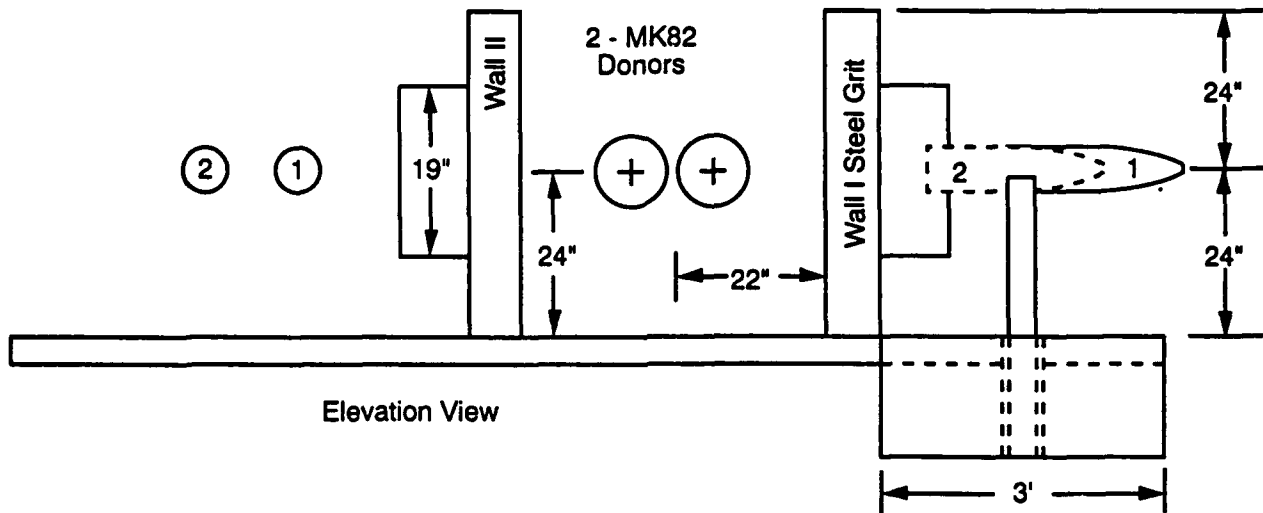 2 - MK82
Donors
Wall II
Wall I Steel Grit
24"
2
1
19"
2
1
24"
22"
24"
Elevation View
3'